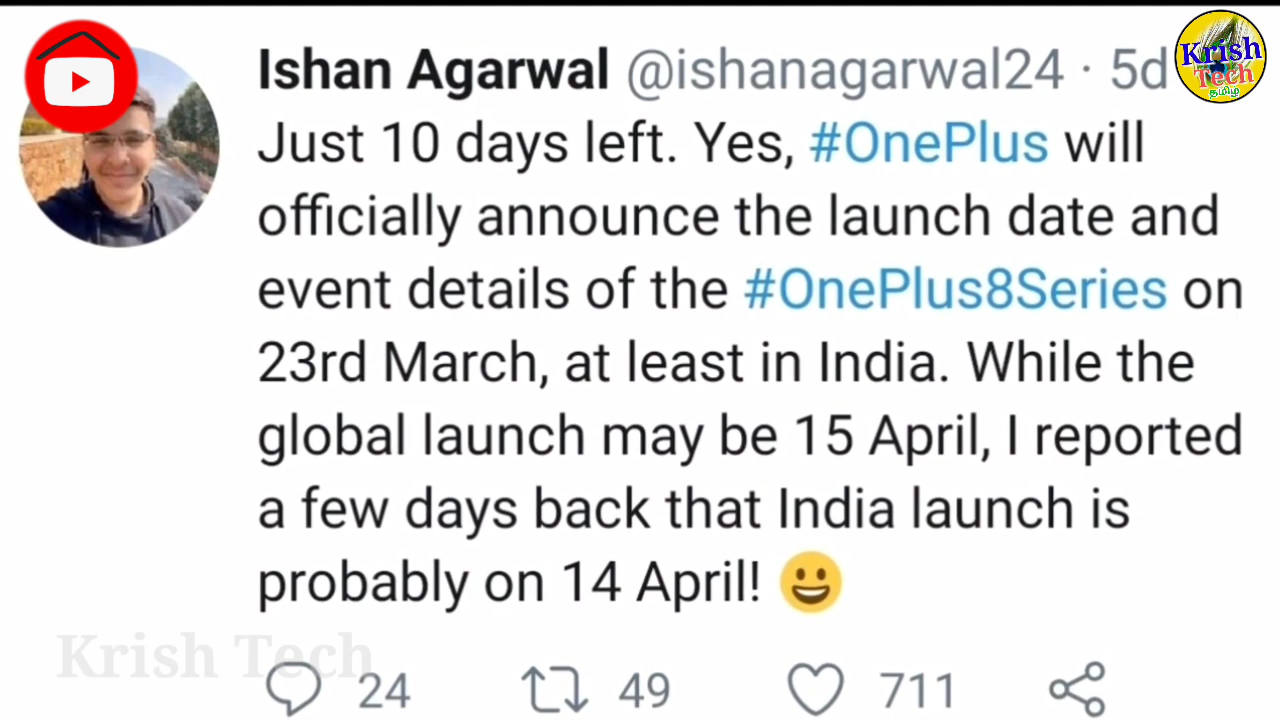 Ishan Agarwal @ishanagarwal24 · 5d
Krish
Tech
தமிழ்
Just 10 days left. Yes, #OnePlus will
officially announce the launch date and
event details of the #OnePlus8Series on
23rd March, at least in India. While the
global launch may be 15 April, I reported
a few days back that India launch is
probably on 14 April! 😀
Krish Tech
24 49 711